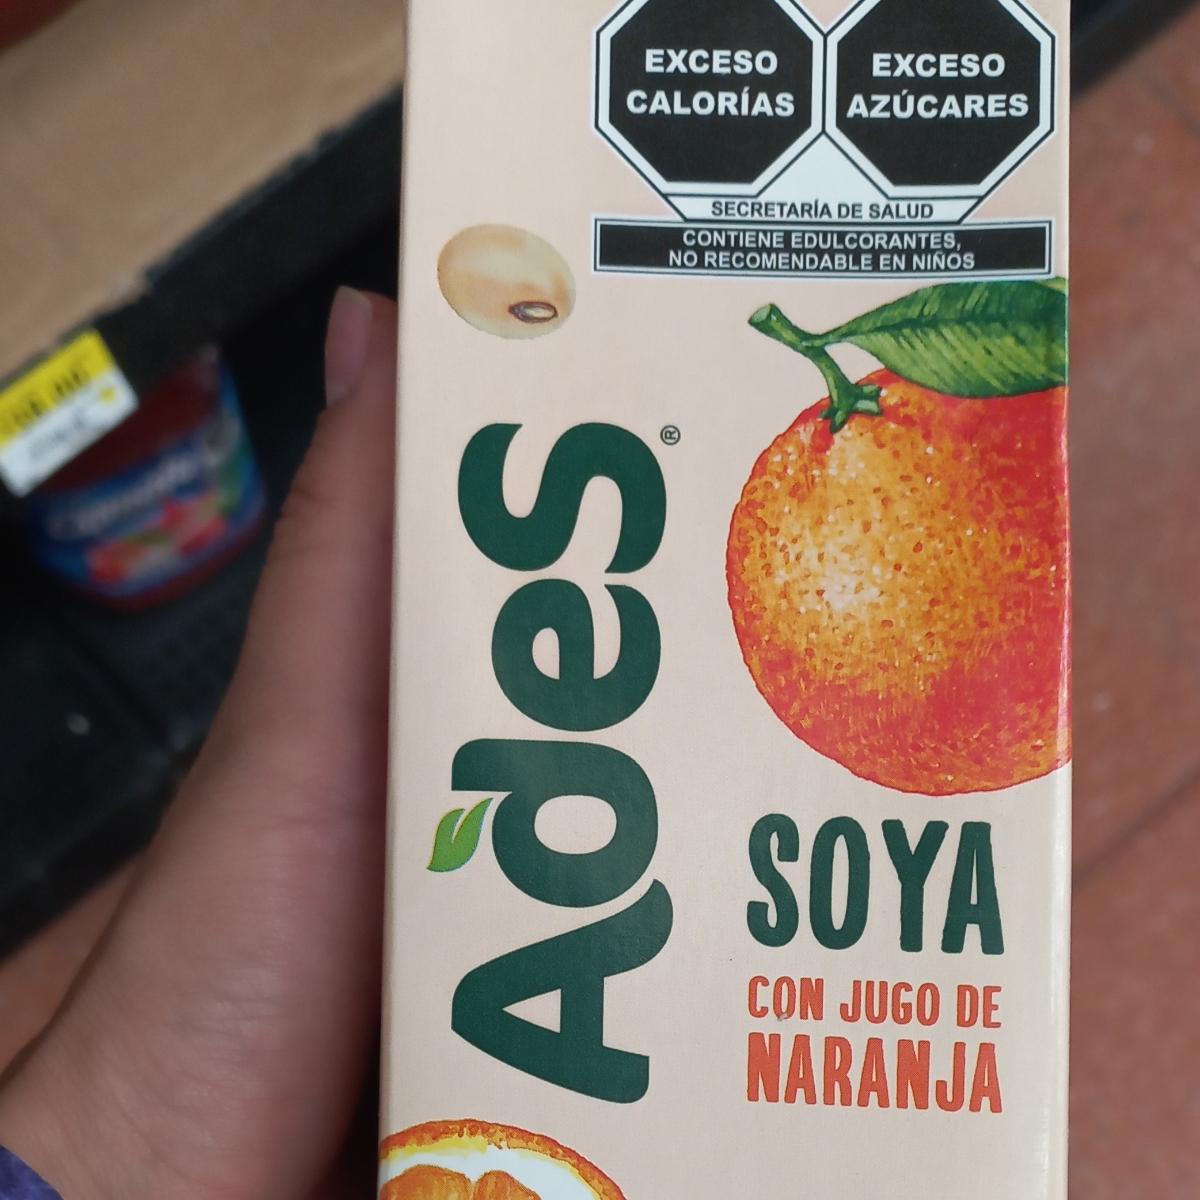 EXCESO
CALORÍAS
EXCESO
AZÚCARES
SECRETARÍA DE SALUD
CONTIENE EDULCORANTES,
NO RECOMENDABLE EN NIÑOS
AdeS®
SOYA
CON JUGO DE
NARANJA